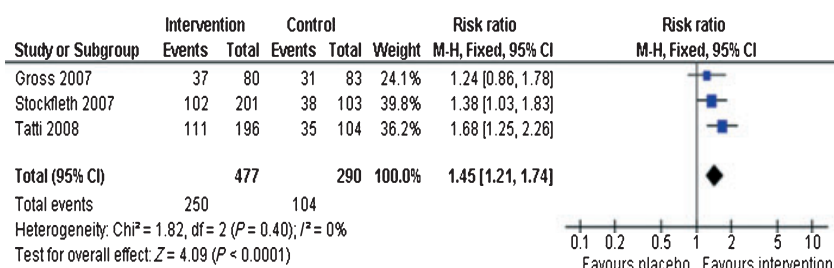 Intervention Control Risk ratio Risk ratio
Study or Subgroup Events Total Events Total Weight M-H, Fixed, 95% CI M-H, Fixed, 95% CI
Gross 2007 37 80 31 83 24.1% 1.24 [0.86, 1.78]
Stockfleth 2007 102 201 38 103 39.8% 1.38 [1.03, 1.83]
Tatti 2008 111 196 35 104 36.2% 1.68 [1.25, 2.26]
Total (95% CI) 477 290 100.0% 1.45 [1.21, 1.74]
Total events 250 104
Heterogeneity: Chi² = 1.82, df = 2 (P = 0.40); I² = 0%
Test for overall effect: Z = 4.09 (P < 0.0001)
0.1 0.2 0.5 1 2 5 10
Favours placebo Favours intervention